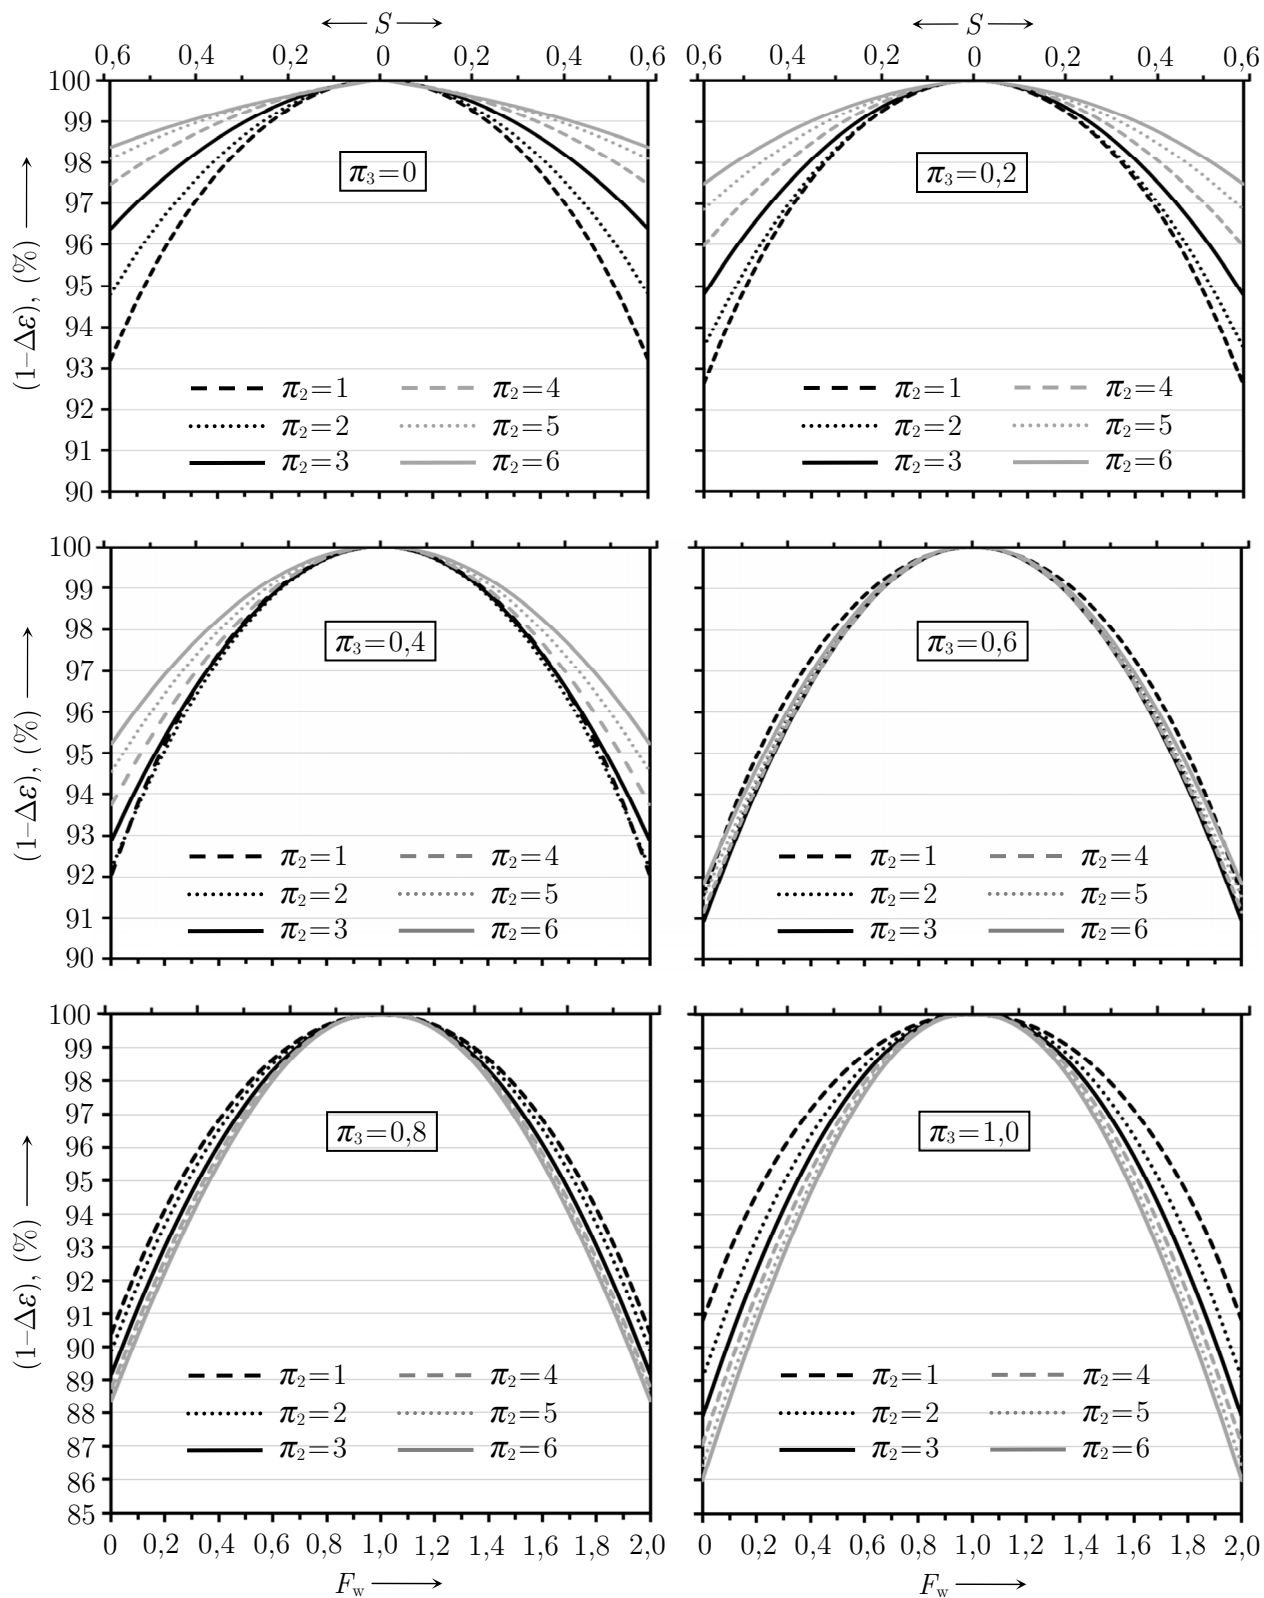 ← S → ← S →
0,6 0,4 0,2 0 0,2 0,4 0,6 0,6 0,4 0,2 0 0,2 0,4 0,6
(1–Δε), (%) →
100
99
98
97
96
95
94
93
92
91
90
π₃=0
π₂=1 π₂=4
π₂=2 π₂=5
π₂=3 π₂=6
π₃=0,2
π₂=1 π₂=4
π₂=2 π₂=5
π₂=3 π₂=6
(1–Δε), (%) →
100
99
98
97
96
95
94
93
92
91
90
π₃=0,4
π₂=1 π₂=4
π₂=2 π₂=5
π₂=3 π₂=6
π₃=0,6
π₂=1 π₂=4
π₂=2 π₂=5
π₂=3 π₂=6
(1–Δε), (%) →
100
99
98
97
96
95
94
93
92
91
90
89
88
87
86
85
π₃=0,8
π₂=1 π₂=4
π₂=2 π₂=5
π₂=3 π₂=6
π₃=1,0
π₂=1 π₂=4
π₂=2 π₂=5
π₂=3 π₂=6
0 0,2 0,4 0,6 0,8 1,0 1,2 1,4 1,6 1,8 2,0 0 0,2 0,4 0,6 0,8 1,0 1,2 1,4 1,6 1,8 2,0
F_w → F_w →